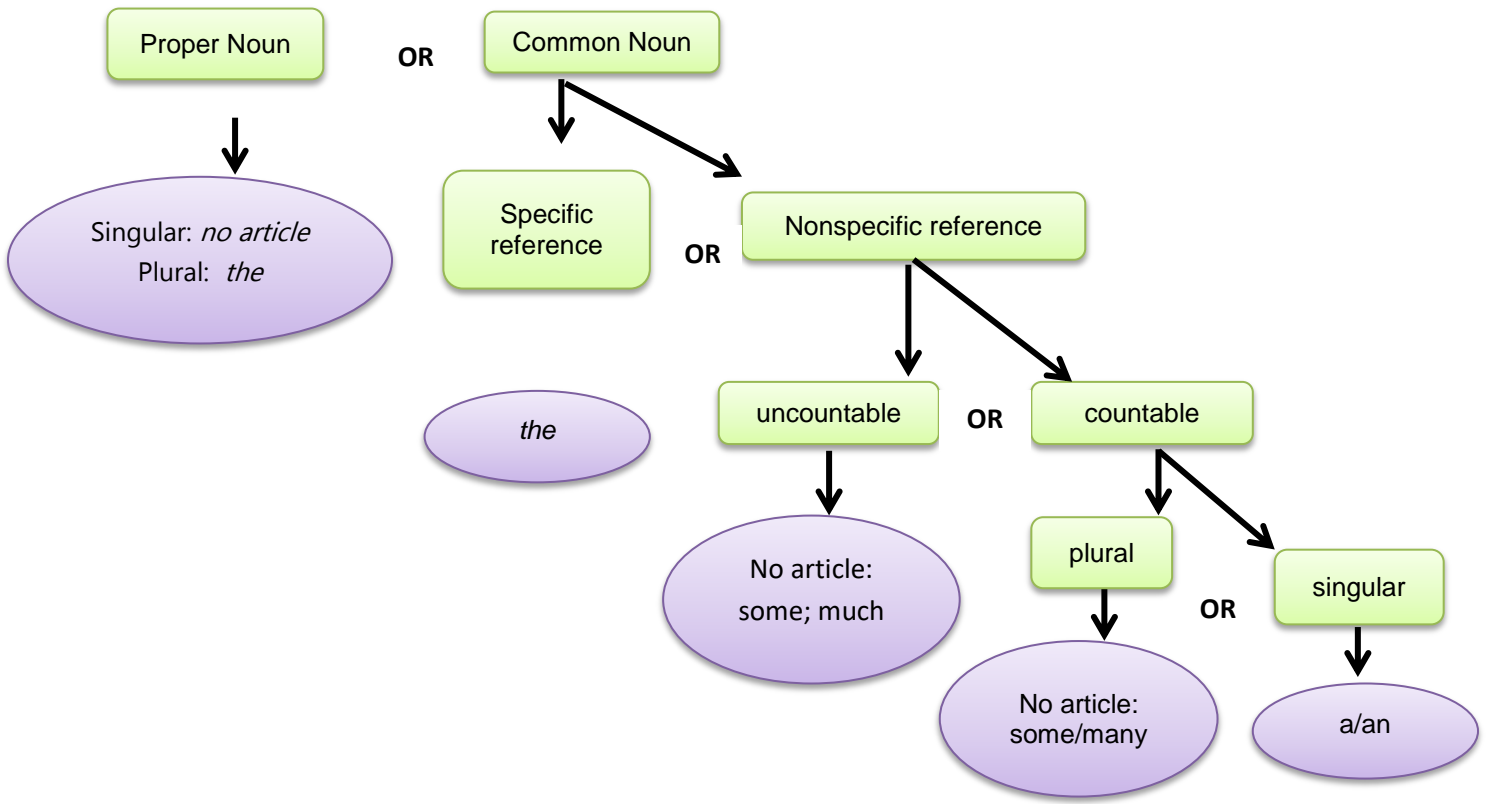 Proper Noun
OR
Common Noun
Singular: no article
Plural: the
Specific
reference
OR
Nonspecific reference
the
uncountable
OR
countable
No article:
some; much
plural
OR
singular
No article:
some/many
a/an